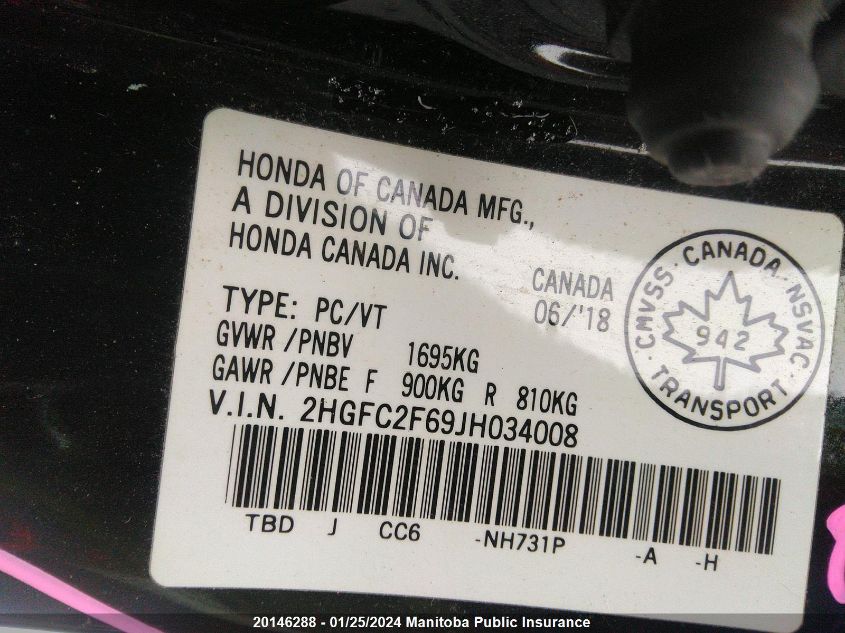 HONDA OF CANADA MFG.,
A DIVISION OF
HONDA CANADA INC.
CANADA
06/'18
TYPE: PC/VT
GVWR /PNBV 1695KG
GAWR /PNBE F 900KG R 810KG
V.I.N. 2HGFC2F69JH034008
CMVSS · CANADA · NSVAC
942
TRANSPORT
TBD J CC6 -NH731P -A -H
20146288 - 01/25/2024 Manitoba Public Insurance